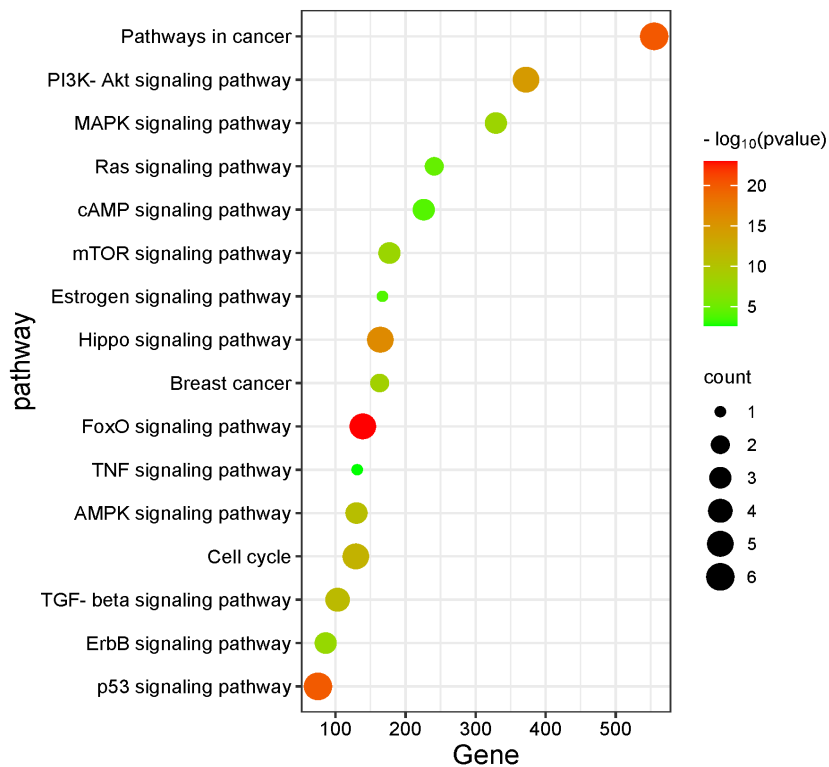 Pathways in cancer
PI3K- Akt signaling pathway
MAPK signaling pathway
Ras signaling pathway
cAMP signaling pathway
mTOR signaling pathway
Estrogen signaling pathway
Hippo signaling pathway
Breast cancer
FoxO signaling pathway
TNF signaling pathway
AMPK signaling pathway
Cell cycle
TGF- beta signaling pathway
ErbB signaling pathway
p53 signaling pathway
pathway
100 200 300 400 500
Gene
- log₁₀(pvalue)
20
15
10
5
count
1
2
3
4
5
6